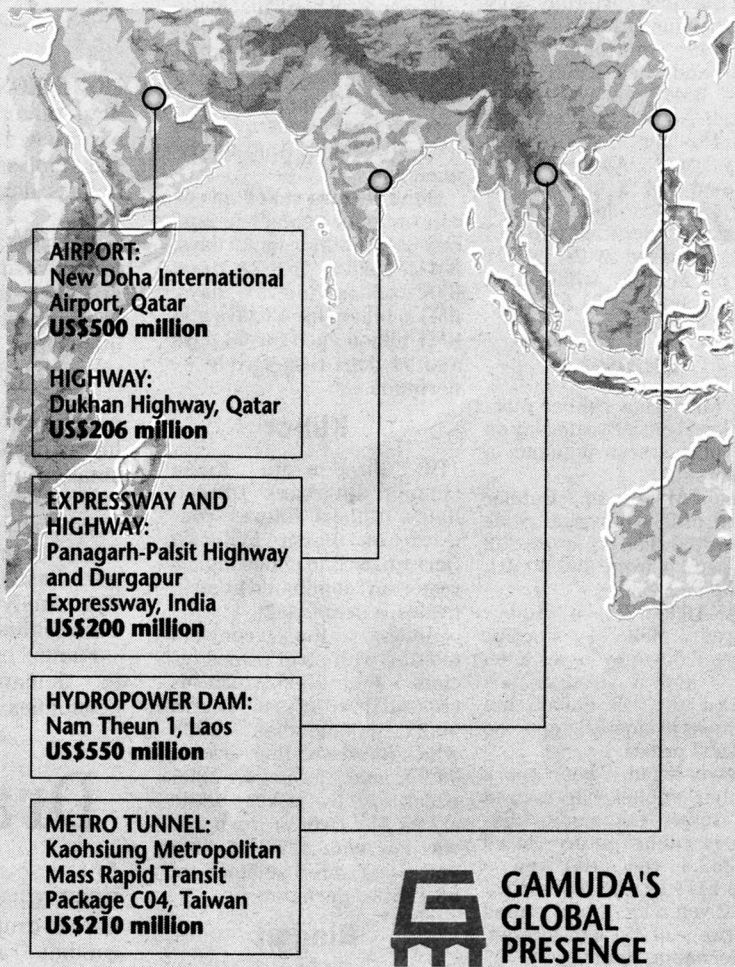 AIRPORT:
New Doha International
Airport, Qatar
US$500 million
HIGHWAY:
Dukhan Highway, Qatar
US$206 million
EXPRESSWAY AND
HIGHWAY:
Panagarh-Palsit Highway
and Durgapur
Expressway, India
US$200 million
HYDROPOWER DAM:
Nam Theun 1, Laos
US$550 million
METRO TUNNEL:
Kaohsiung Metropolitan
Mass Rapid Transit
Package C04, Taiwan
US$210 million
GAMUDA'S
GLOBAL
PRESENCE